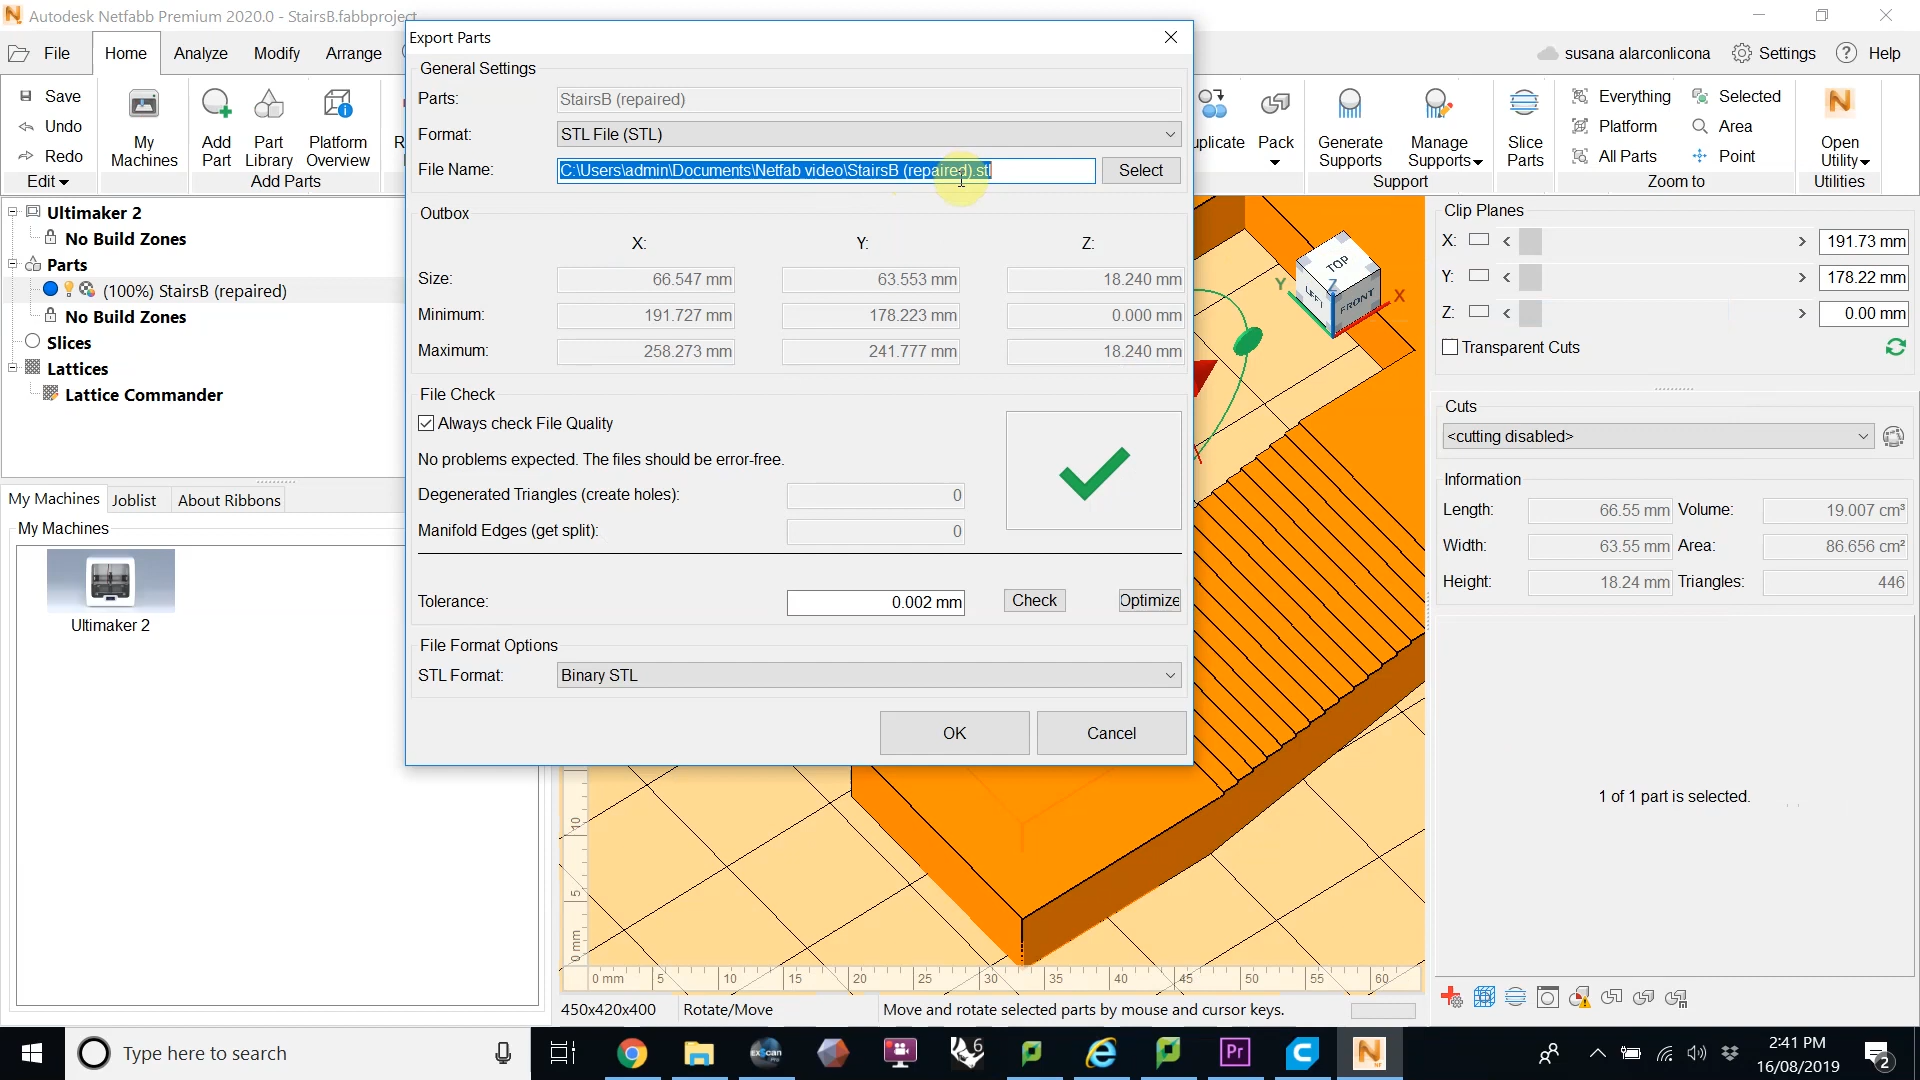 Autodesk Netfabb Premium 2020.0 - StairsB.fabbproject
File
Home
Analyze
Modify
Arrange
susana alarconlicona
Settings
Help
Save
Undo
Redo
Edit
My Machines
Add Part
Part Library
Platform Overview
Add Parts
uplicate
Pack
Generate Supports
Manage Supports
Support
Slice Parts
Everything
Platform
All Parts
Selected
Area
Point
Zoom to
Open Utility
Utilities
Export Parts
General Settings
Parts: StairsB (repaired)
Format: STL File (STL)
File Name: C:\Users\admin\Documents\Netfab video\StairsB (repaired).stl
Select
Outbox
X: Y: Z:
Size: 66.547 mm 63.553 mm 18.240 mm
Minimum: 191.727 mm 178.223 mm 0.000 mm
Maximum: 258.273 mm 241.777 mm 18.240 mm
File Check
Always check File Quality
No problems expected. The files should be error-free.
Degenerated Triangles (create holes): 0
Manifold Edges (get split): 0
Tolerance: 0.002 mm
Check
Optimize
File Format Options
STL Format: Binary STL
OK
Cancel
Ultimaker 2
No Build Zones
Parts
(100%) StairsB (repaired)
No Build Zones
Slices
Lattices
Lattice Commander
My Machines
Joblist
About Ribbons
My Machines
Ultimaker 2
TOP
LEFT
FRONT
X
Y
Z
Clip Planes
X: < > 191.73 mm
Y: < > 178.22 mm
Z: < > 0.00 mm
Transparent Cuts
Cuts
<cutting disabled>
Information
Length: 66.55 mm Volume: 19.007 cm³
Width: 63.55 mm Area: 86.656 cm²
Height: 18.24 mm Triangles: 446
1 of 1 part is selected.
10
5
0 mm
0 mm 5 10 15 20 25 30 35 40 45 50 55 60
450x420x400
Rotate/Move
Move and rotate selected parts by mouse and cursor keys.
Type here to search
2:41 PM
16/08/2019
2